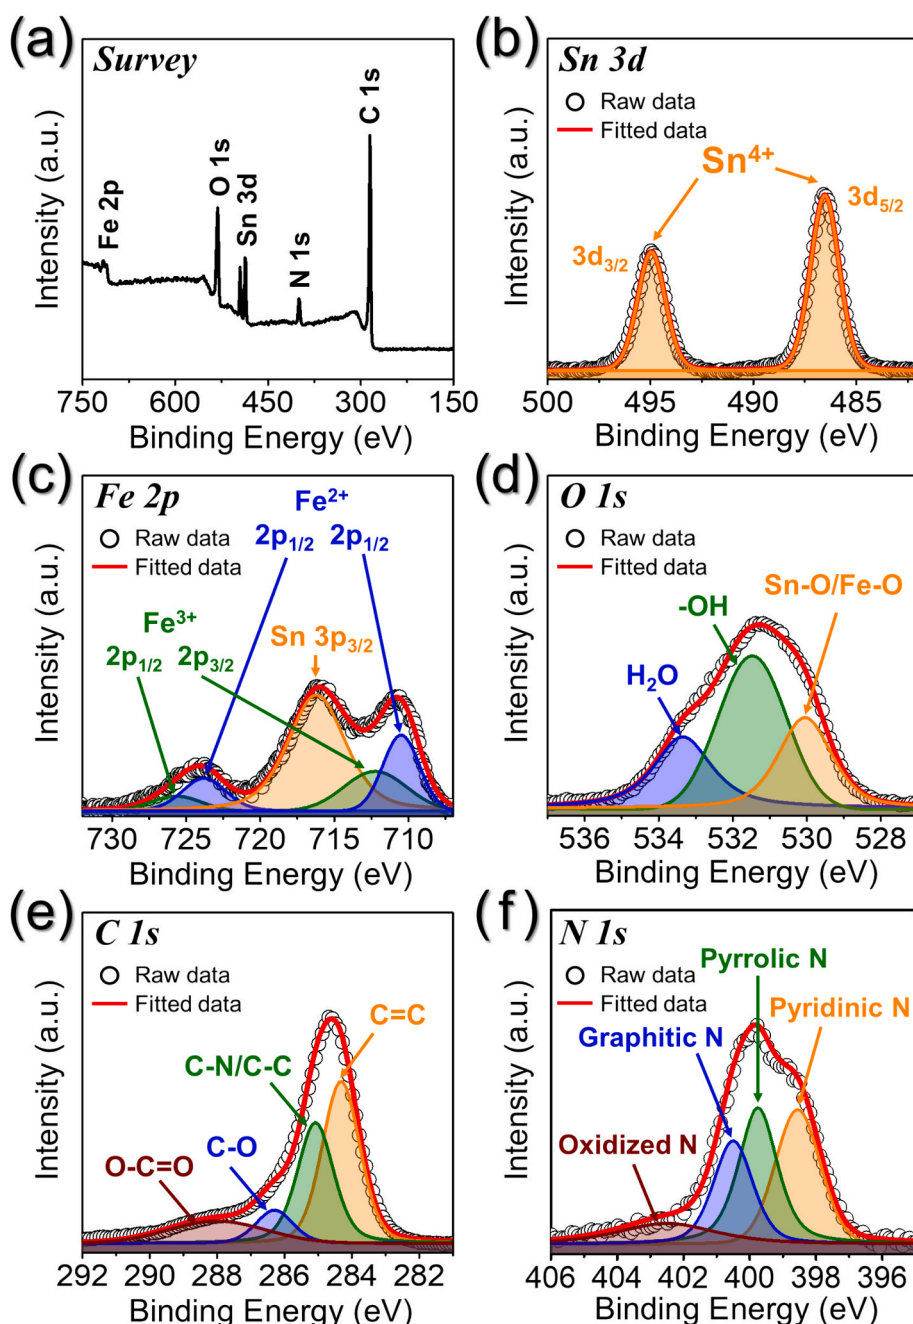 (a)
Survey
Intensity (a.u.)
Fe 2p
O 1s
Sn 3d
N 1s
C 1s
750 600 450 300 150
Binding Energy (eV)
(b)
Sn 3d
Raw data
Fitted data
Sn⁴⁺
3d₅/₂
3d₃/₂
Intensity (a.u.)
500 495 490 485
Binding Energy (eV)
(c)
Fe 2p
Raw data
Fitted data
Fe²⁺
2p₁/₂ 2p₁/₂
Fe³⁺
2p₁/₂ 2p₃/₂
Sn 3p₃/₂
Intensity (a.u.)
730 720 710
Binding Energy (eV)
(d)
O 1s
Raw data
Fitted data
Sn-O/Fe-O
-OH
H₂O
Intensity (a.u.)
536 534 532 530 528
Binding Energy (eV)
(e)
C 1s
Raw data
Fitted data
C=C
C-N/C-C
C-O
O-C=O
Intensity (a.u.)
292 290 288 286 284 282
Binding Energy (eV)
(f)
N 1s
Raw data
Fitted data
Pyrrolic N
Pyridinic N
Graphitic N
Oxidized N
Intensity (a.u.)
406 404 402 400 398 396
Binding Energy (eV)